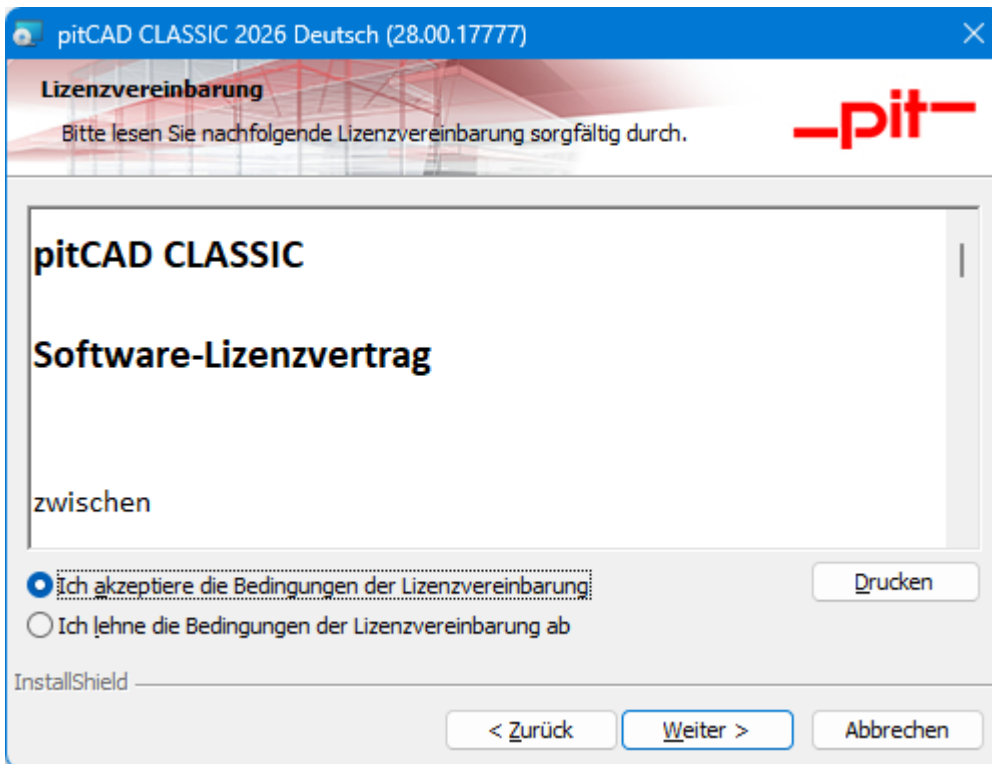 pitCAD CLASSIC 2026 Deutsch (28.00.17777)
Lizenzvereinbarung
Bitte lesen Sie nachfolgende Lizenzvereinbarung sorgfältig durch.
pit
pitCAD CLASSIC
Software-Lizenzvertrag
zwischen
Ich akzeptiere die Bedingungen der Lizenzvereinbarung
Drucken
Ich lehne die Bedingungen der Lizenzvereinbarung ab
InstallShield
< Zurück
Weiter >
Abbrechen